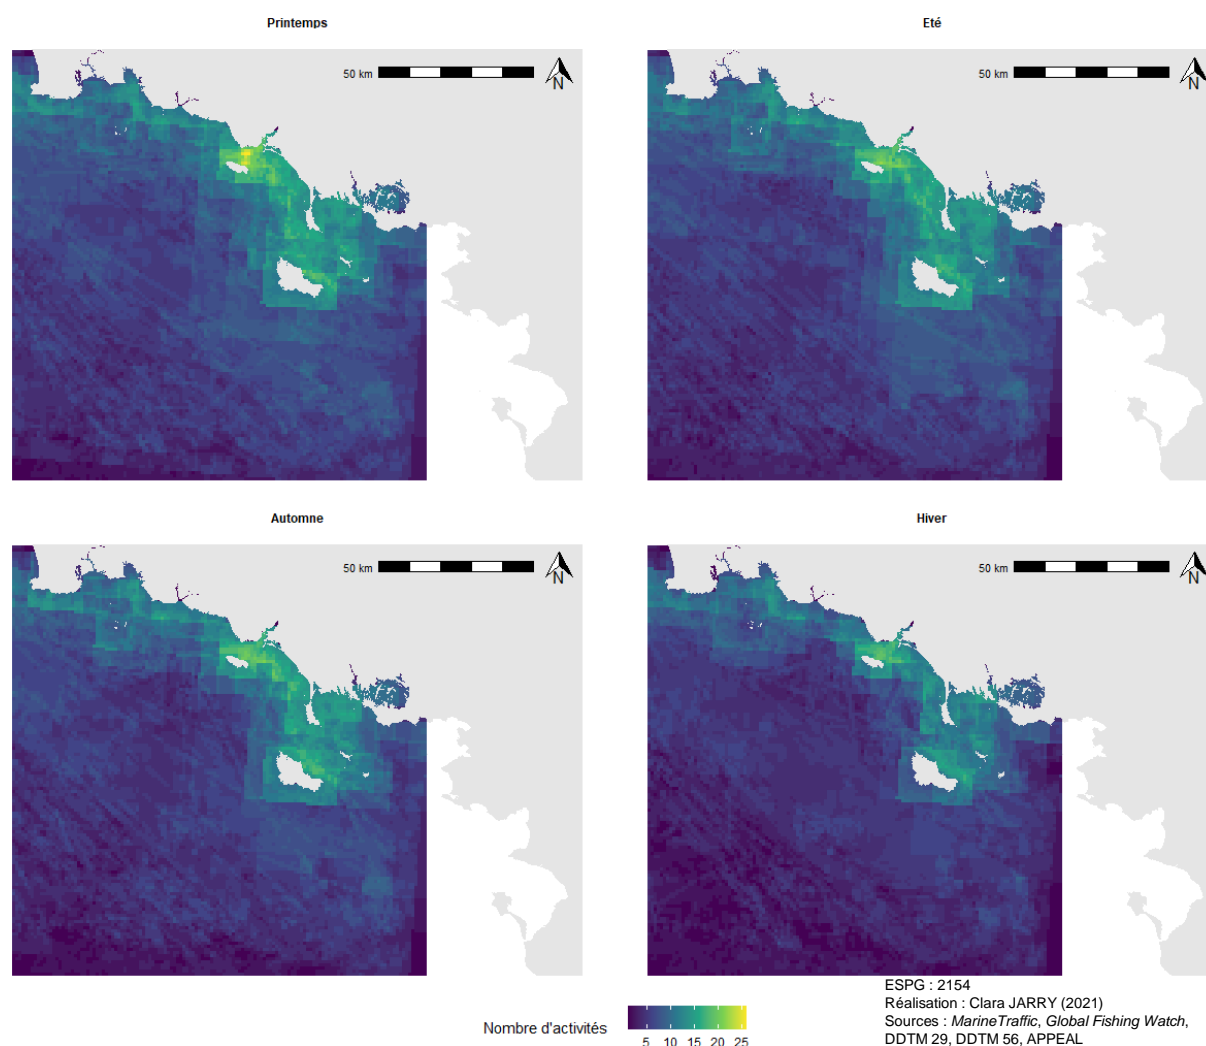 Printemps
Eté
50 km
N
50 km
N
Automne
Hiver
50 km
N
50 km
N
ESPG : 2154
Réalisation : Clara JARRY (2021)
Sources : MarineTraffic, Global Fishing Watch,
DDTM 29, DDTM 56, APPEAL
Nombre d'activités
5 10 15 20 25